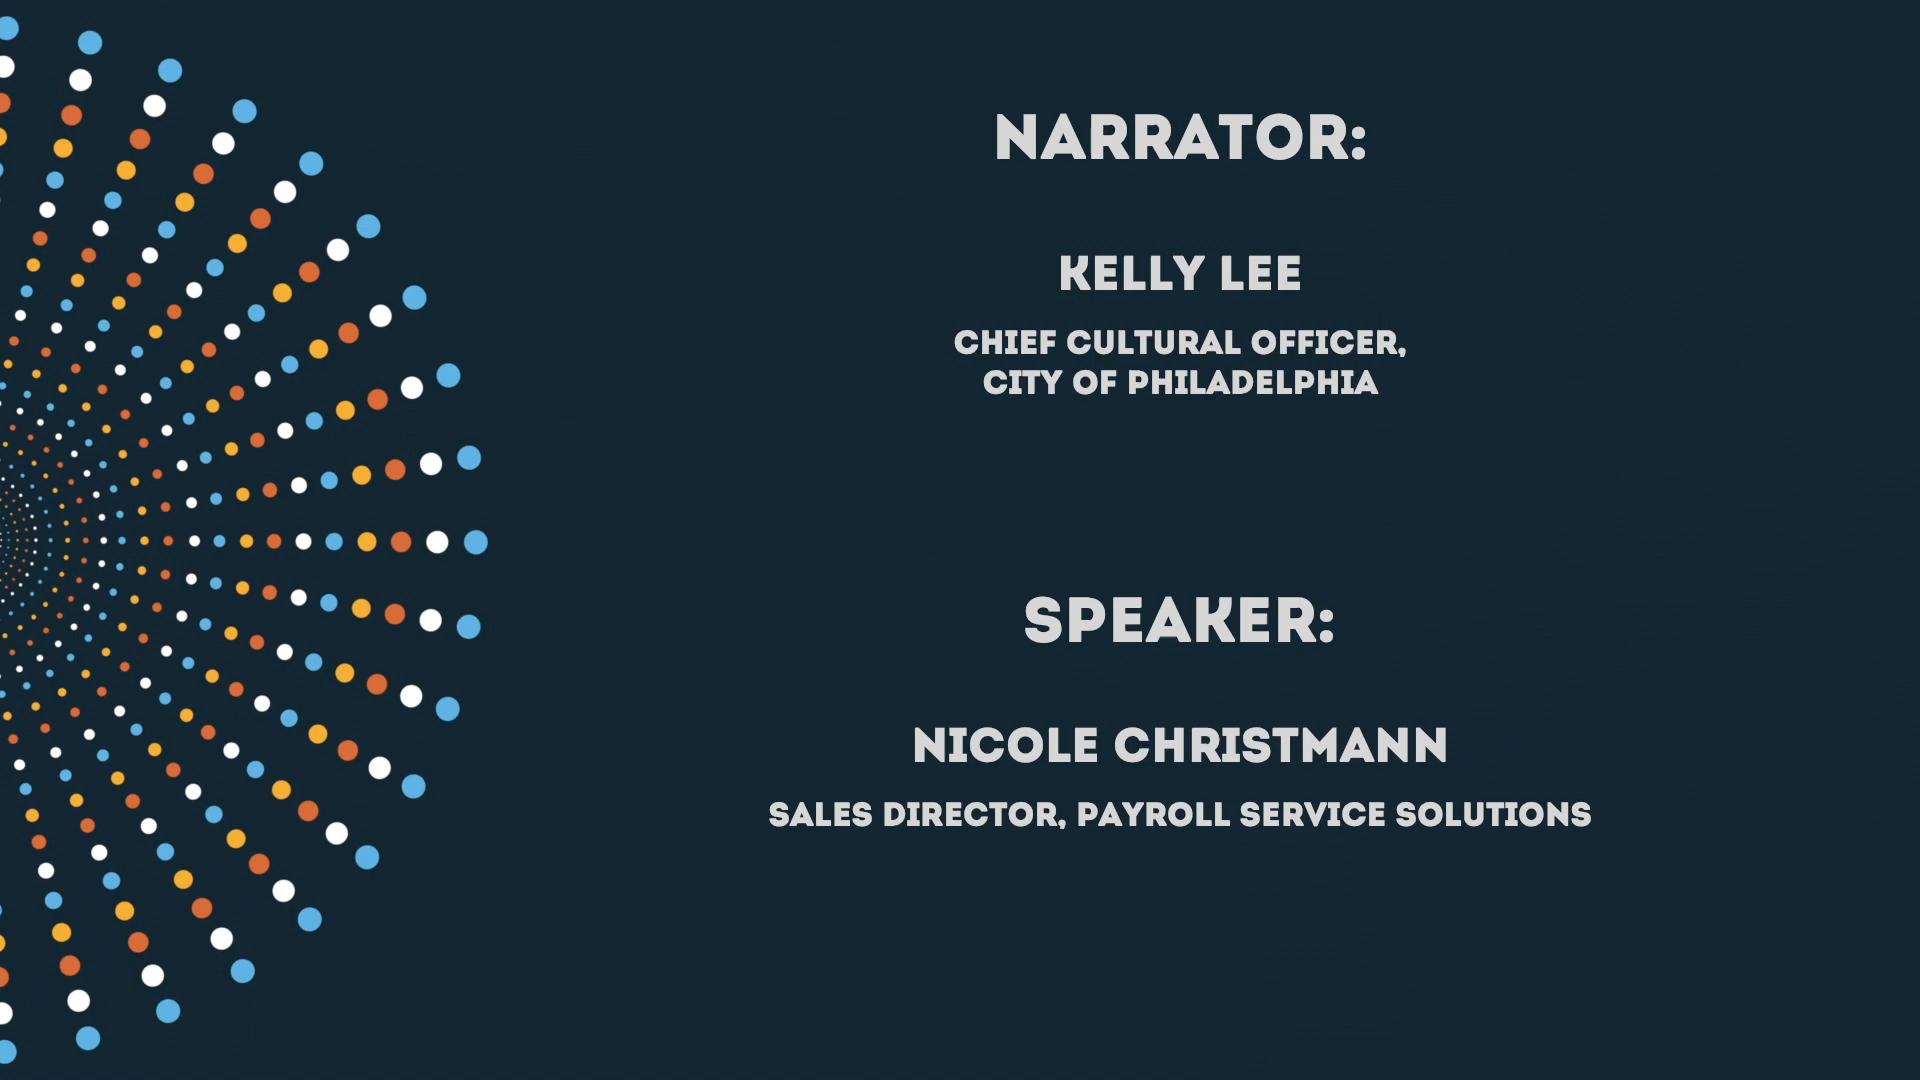 NARRATOR:
KELLY LEE
CHIEF CULTURAL OFFICER,
CITY OF PHILADELPHIA
SPEAKER:
NICOLE CHRISTMANN
SALES DIRECTOR, PAYROLL SERVICE SOLUTIONS